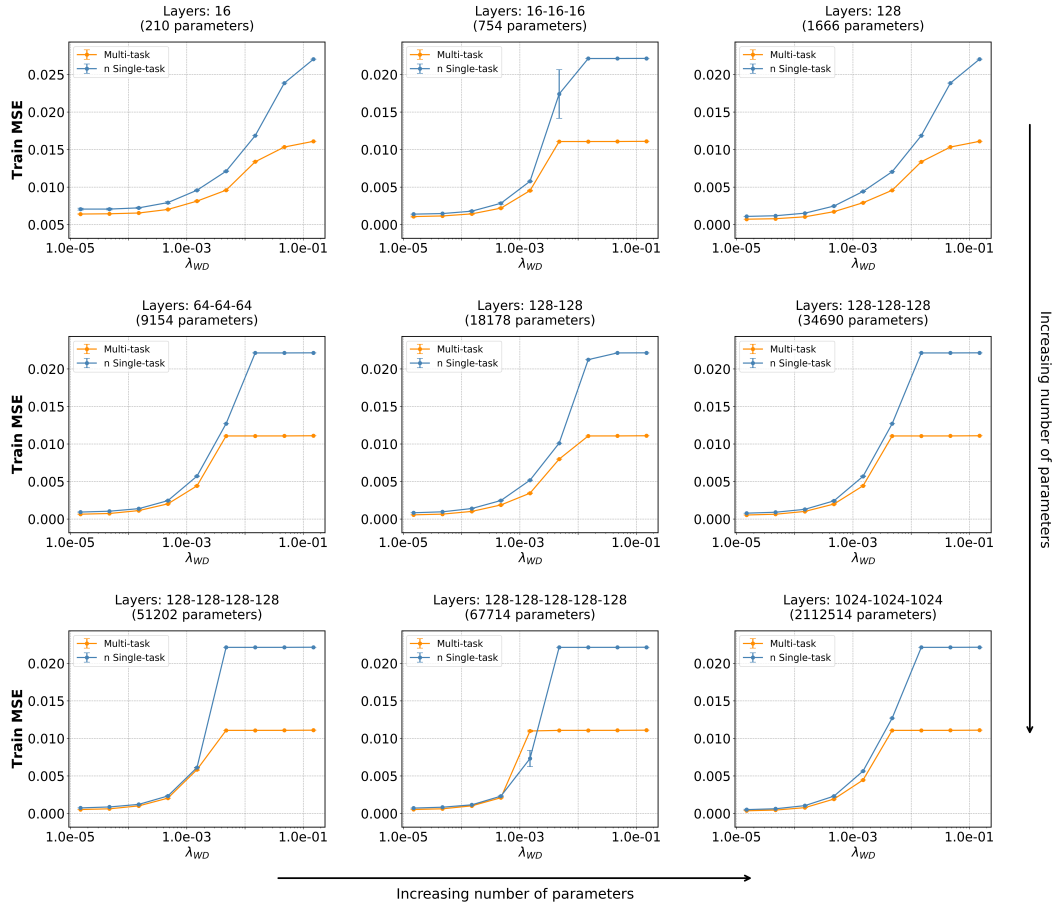 Layers: 16
(210 parameters)
Train MSE
0.025
0.020
0.015
0.010
0.005
Multi-task
n Single-task
1.0e-05
1.0e-03
1.0e-01
λWD
Layers: 16-16-16
(754 parameters)
0.020
0.015
0.010
0.005
0.000
Multi-task
n Single-task
1.0e-05
1.0e-03
1.0e-01
λWD
Layers: 128
(1666 parameters)
0.020
0.015
0.010
0.005
0.000
Multi-task
n Single-task
1.0e-05
1.0e-03
1.0e-01
λWD
Layers: 64-64-64
(9154 parameters)
Train MSE
0.020
0.015
0.010
0.005
0.000
Multi-task
n Single-task
1.0e-05
1.0e-03
1.0e-01
λWD
Layers: 128-128
(18178 parameters)
0.020
0.015
0.010
0.005
0.000
Multi-task
n Single-task
1.0e-05
1.0e-03
1.0e-01
λWD
Layers: 128-128-128
(34690 parameters)
0.020
0.015
0.010
0.005
0.000
Multi-task
n Single-task
1.0e-05
1.0e-03
1.0e-01
λWD
Layers: 128-128-128-128
(51202 parameters)
Train MSE
0.020
0.015
0.010
0.005
0.000
Multi-task
n Single-task
1.0e-05
1.0e-03
1.0e-01
λWD
Layers: 128-128-128-128-128
(67714 parameters)
0.020
0.015
0.010
0.005
0.000
Multi-task
n Single-task
1.0e-05
1.0e-03
1.0e-01
λWD
Layers: 1024-1024-1024
(2112514 parameters)
0.020
0.015
0.010
0.005
0.000
Multi-task
n Single-task
1.0e-05
1.0e-03
1.0e-01
λWD
Increasing number of parameters
Increasing number of parameters